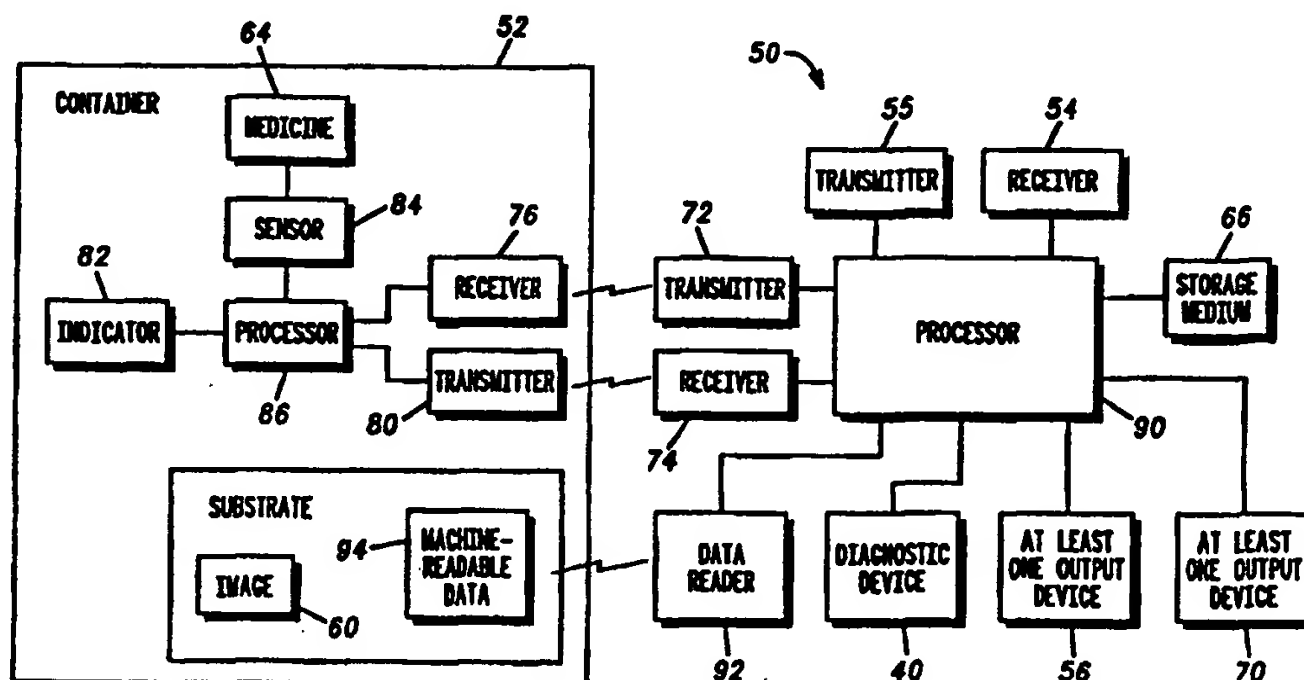 64
52
50
CONTAINER
MEDICINE
55
54
TRANSMITTER
RECEIVER
SENSOR
84
76
72
66
82
RECEIVER
TRANSMITTER
STORAGE
MEDIUM
INDICATOR
PROCESSOR
PROCESSOR
TRANSMITTER
RECEIVER
86
80
74
90
SUBSTRATE
94
MACHINE-
READABLE
DATA
IMAGE
60
DATA
READER
DIAGNOSTIC
DEVICE
AT LEAST
ONE OUTPUT
DEVICE
AT LEAST
ONE OUTPUT
DEVICE
92
40
56
70